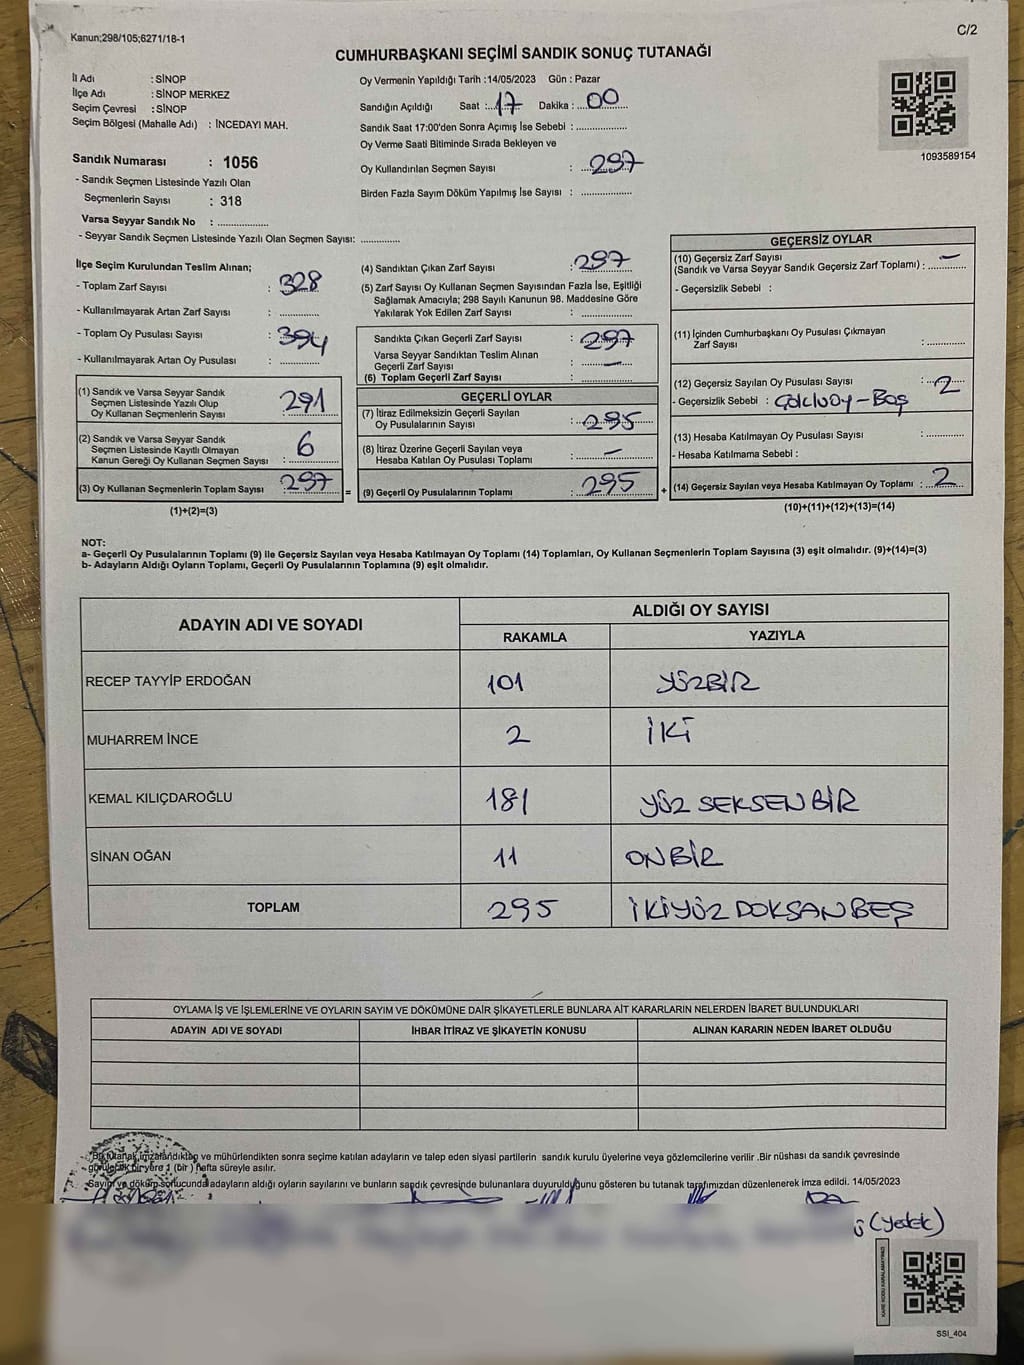 Kanun;298/105;6271/18-1
C/2
CUMHURBAŞKANI SEÇİMİ SANDIK SONUÇ TUTANAĞI
İl Adı : SİNOP
İlçe Adı : SİNOP MERKEZ
Seçim Çevresi : SİNOP
Seçim Bölgesi (Mahalle Adı) : İNCEDAYI MAH.
Sandık Numarası : 1056
- Sandık Seçmen Listesinde Yazılı Olan
Seçmenlerin Sayısı : 318
Varsa Seyyar Sandık No : ..................
- Seyyar Sandık Seçmen Listesinde Yazılı Olan Seçmen Sayısı: .............
Oy Vermenin Yapıldığı Tarih :14/05/2023 Gün : Pazar
Sandığın Açıldığı Saat : 17 Dakika : 00
Sandık Saat 17:00'den Sonra Açımış İse Sebebi : .................
Oy Verme Saati Bitiminde Sırada Bekleyen ve
Oy Kullandırılan Seçmen Sayısı : 297
Birden Fazla Sayım Döküm Yapılmış İse Sayısı : .................
1093589154
İlçe Seçim Kurulundan Teslim Alınan;
- Toplam Zarf Sayısı : 328
- Kullanılmayarak Artan Zarf Sayısı : .............
- Toplam Oy Pusulası Sayısı : 394
- Kullanılmayarak Artan Oy Pusulası : .............
(1) Sandık ve Varsa Seyyar Sandık
Seçmen Listesinde Yazılı Olup
Oy Kullanan Seçmenlerin Sayısı : 291
(2) Sandık ve Varsa Seyyar Sandık
Seçmen Listesinde Kayıtlı Olmayan
Kanun Gereği Oy Kullanan Seçmen Sayısı : 6
(3) Oy Kullanan Seçmenlerin Toplam Sayısı : 297
(1)+(2)=(3)
(4) Sandıktan Çıkan Zarf Sayısı : 297
(5) Zarf Sayısı Oy Kullanan Seçmen Sayısından Fazla İse, Eşitliği
Sağlamak Amacıyla; 298 Sayılı Kanunun 98. Maddesine Göre
Yakılarak Yok Edilen Zarf Sayısı : .................
Sandıkta Çıkan Geçerli Zarf Sayısı : 297
Varsa Seyyar Sandıktan Teslim Alınan
Geçerli Zarf Sayısı : —
(6) Toplam Geçerli Zarf Sayısı : .................
GEÇERLİ OYLAR
(7) İtiraz Edilmeksizin Geçerli Sayılan
Oy Pusulalarının Sayısı : 295
(8) İtiraz Üzerine Geçerli Sayılan veya
Hesaba Katılan Oy Pusulası Toplamı : —
= (9) Geçerli Oy Pusulalarının Toplamı : 295 +
GEÇERSİZ OYLAR
(10) Geçersiz Zarf Sayısı
(Sandık ve Varsa Seyyar Sandık Geçersiz Zarf Toplamı) : —
- Geçersizlik Sebebi :
(11) İçinden Cumhurbaşkanı Oy Pusulası Çıkmayan
Zarf Sayısı : .............
(12) Geçersiz Sayılan Oy Pusulası Sayısı : 2
- Geçersizlik Sebebi : ÇOKLU OY - BOŞ
(13) Hesaba Katılmayan Oy Pusulası Sayısı : .............
- Hesaba Katılmama Sebebi :
(14) Geçersiz Sayılan veya Hesaba Katılmayan Oy Toplamı : 2
(10)+(11)+(12)+(13)=(14)
NOT:
a- Geçerli Oy Pusulalarının Toplamı (9) ile Geçersiz Sayılan veya Hesaba Katılmayan Oy Toplamı (14) Toplamları, Oy Kullanan Seçmenlerin Toplam Sayısına (3) eşit olmalıdır. (9)+(14)=(3)
b- Adayların Aldığı Oyların Toplamı, Geçerli Oy Pusulalarının Toplamına (9) eşit olmalıdır.
ADAYIN ADI VE SOYADI ALDIĞI OY SAYISI
RAKAMLA YAZIYLA
RECEP TAYYİP ERDOĞAN 101 YÜZBİR
MUHARREM İNCE 2 İKİ
KEMAL KILIÇDAROĞLU 181 YÜZ SEKSEN BİR
SİNAN OĞAN 11 ONBİR
TOPLAM 295 İKİYÜZ DOKSAN BEŞ
OYLAMA İŞ VE İŞLEMLERİNE VE OYLARIN SAYIM VE DÖKÜMÜNE DAİR ŞİKAYETLERLE BUNLARA AİT KARARLARIN NELERDEN İBARET BULUNDUKLARI
ADAYIN ADI VE SOYADI İHBAR İTİRAZ VE ŞİKAYETİN KONUSU ALINAN KARARIN NEDEN İBARET OLDUĞU
Bu tutanak imzalandıktan ve mühürlendikten sonra seçime katılan adayların ve talep eden siyasi partilerin sandık kurulu üyelerine veya gözlemcilerine verilir .Bir nüshası da sandık çevresinde
görülecek bir yere 1 (bir ) hafta süreyle asılır.
Sayım ve döküm sonucunda adayların aldığı oyların sayılarını ve bunların sandık çevresinde bulunanlara duyurulduğunu gösteren bu tutanak tarafımızdan düzenlenerek imza edildi. 14/05/2023
(Yedek)
KARE KODU KARALAMAYINIZ!
SSI_404